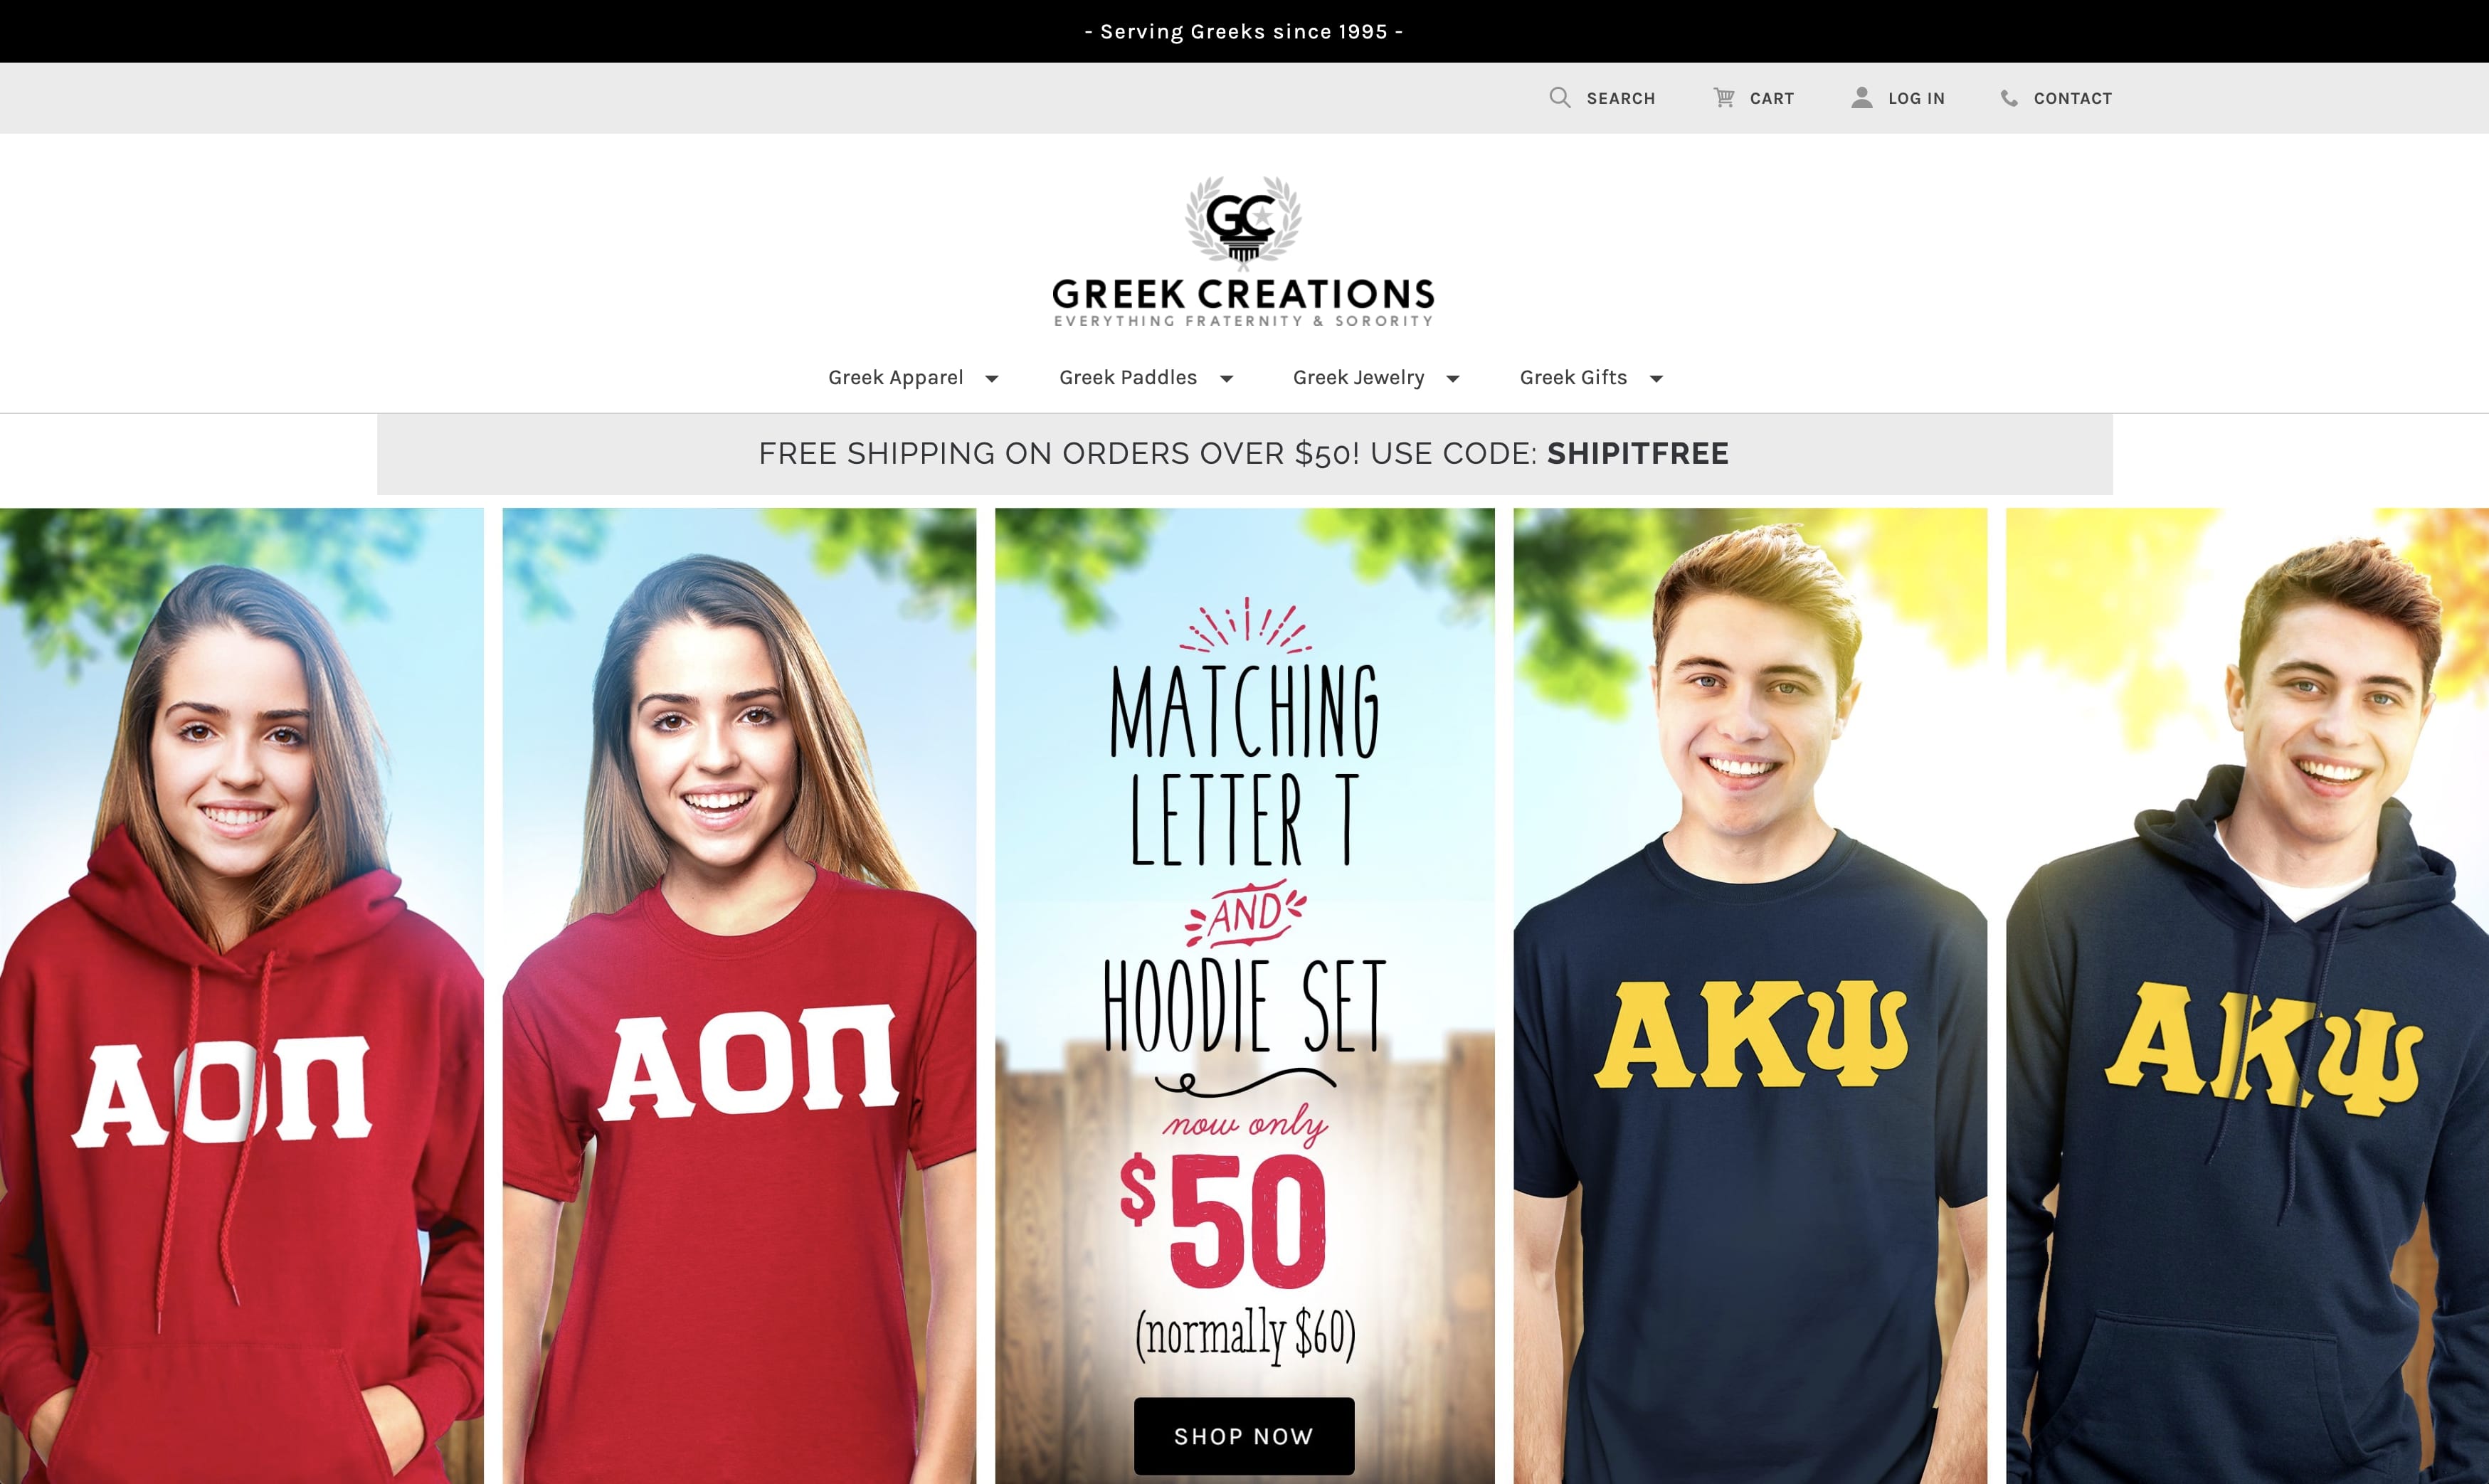 - Serving Greeks since 1995 -
SEARCH CART LOG IN CONTACT
GC
GREEK CREATIONS
EVERYTHING FRATERNITY & SORORITY
Greek Apparel Greek Paddles Greek Jewelry Greek Gifts
FREE SHIPPING ON ORDERS OVER $50! USE CODE: SHIPITFREE
ΑΟΠ
ΑΟΠ
MATCHING
LETTER T
AND
HOODIE SET
now only
$50
(normally $60)
SHOP NOW
ΑΚΨ
ΑΚΨ